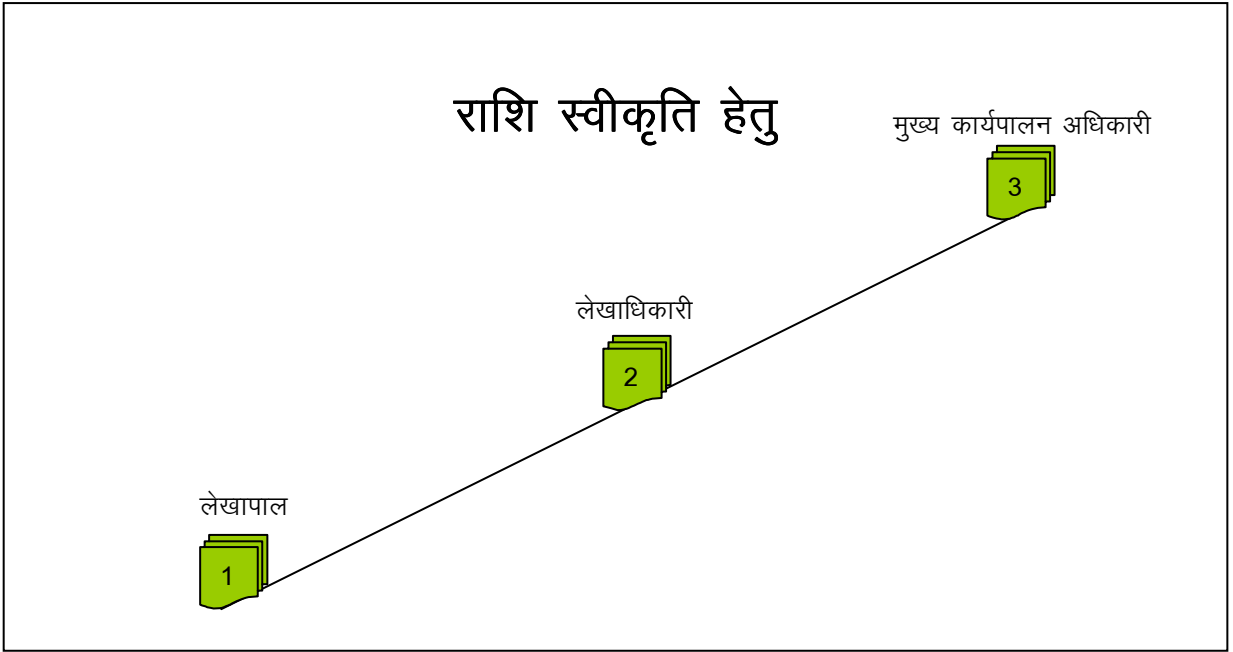 राशि स्वीकृति हेतु
मुख्य कार्यपालन अधिकारी
3
लेखाधिकारी
2
लेखापाल
1